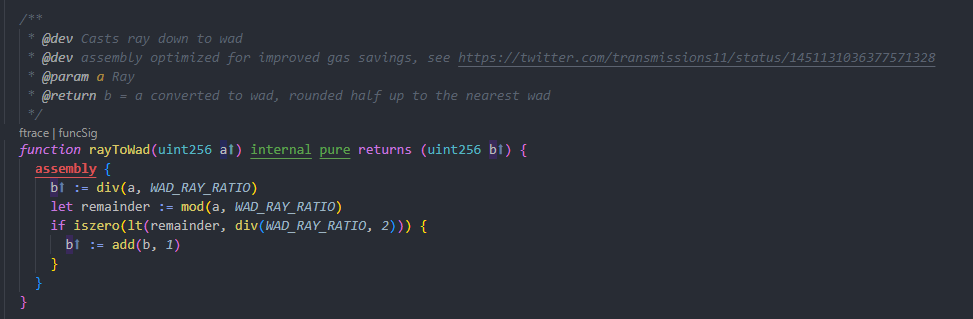 /**
* @dev Casts ray down to wad
* @dev assembly optimized for improved gas savings, see https://twitter.com/transmissions11/status/1451131036377571328
* @param a Ray
* @return b = a converted to wad, rounded half up to the nearest wad
*/
ftrace | funcSig
function rayToWad(uint256 a↑) internal pure returns (uint256 b↑) {
assembly {
b↑ := div(a, WAD_RAY_RATIO)
let remainder := mod(a, WAD_RAY_RATIO)
if iszero(lt(remainder, div(WAD_RAY_RATIO, 2))) {
b↑ := add(b, 1)
}
}
}